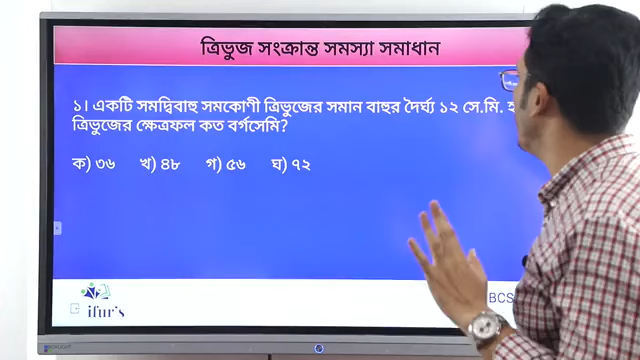 ত্রিভুজ সংক্রান্ত সমস্যা সমাধান
১। একটি সমদ্বিবাহু সমকোণী ত্রিভুজের সমান বাহুর দৈর্ঘ্য ১২ সে.মি.
ত্রিভুজের ক্ষেত্রফল কত বর্গসেমি?
ক) ৩৬ খ) ৪৮ গ) ৫৬ ঘ) ৭২
ifur's
BCS